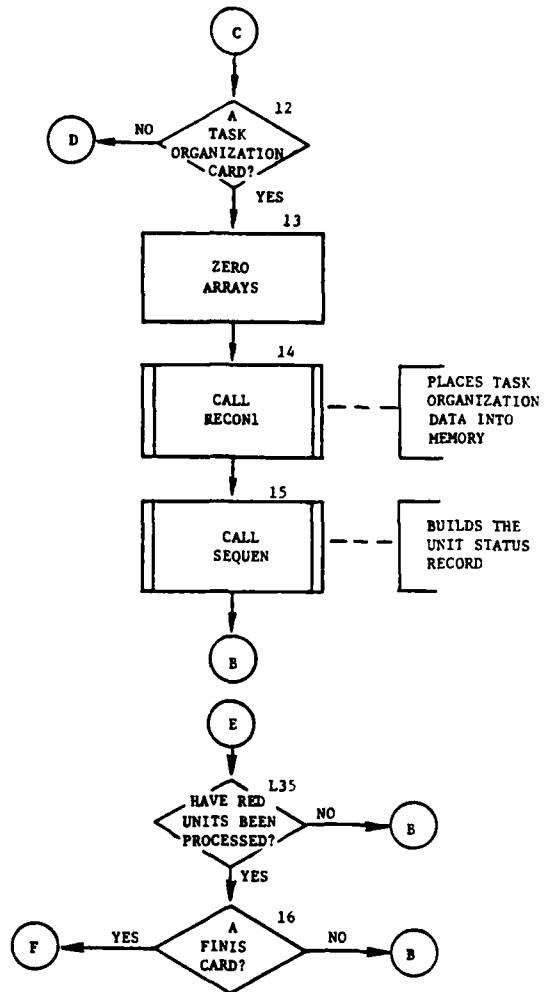 C
12
A
TASK
ORGANIZATION
CARD?
NO
D
YES
13
ZERO
ARRAYS
14
CALL
RECON1
PLACES TASK
ORGANIZATION
DATA INTO
MEMORY
15
CALL
SEQUEN
BUILDS THE
UNIT STATUS
RECORD
B
E
L35
HAVE RED
UNITS BEEN
PROCESSED?
NO
B
YES
16
A
FINIS
CARD?
YES
F
NO
B